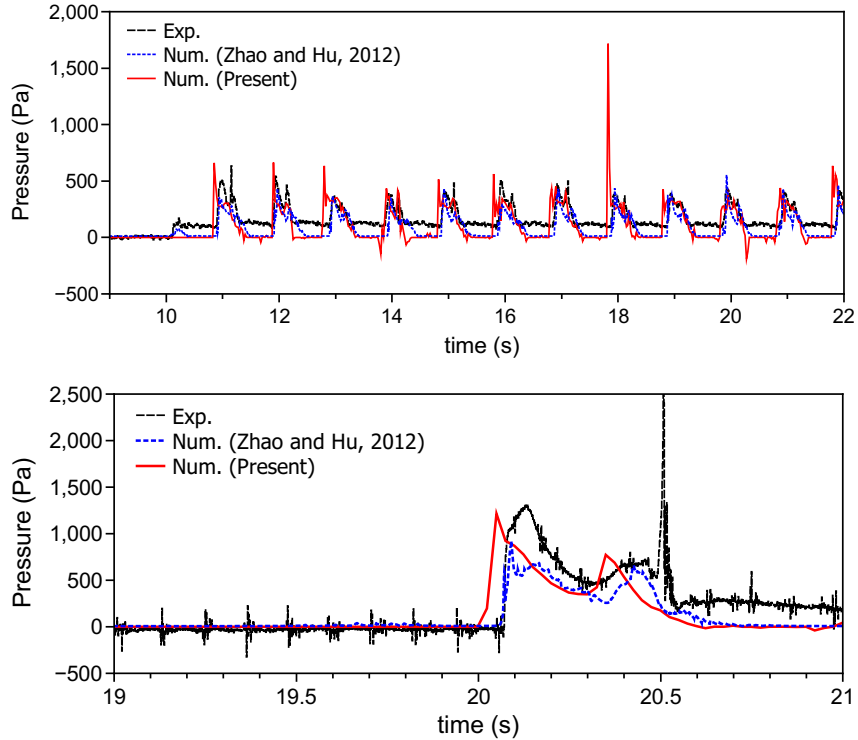 2,000
1,500
1,000
500
0
−500
Pressure (Pa)
Exp.
Num. (Zhao and Hu, 2012)
Num. (Present)
10 12 14 16 18 20 22
time (s)
2,500
2,000
1,500
1,000
500
0
−500
Pressure (Pa)
Exp.
Num. (Zhao and Hu, 2012)
Num. (Present)
19 19.5 20 20.5 21
time (s)